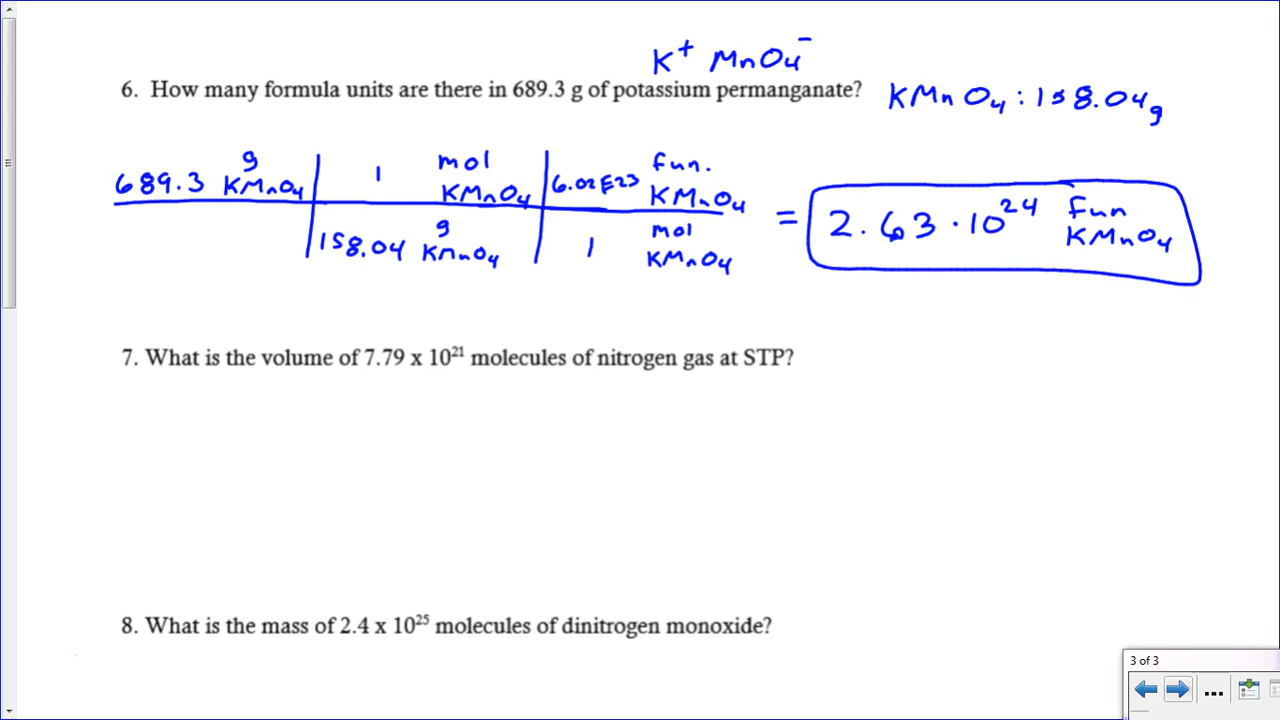 K⁺ MnO₄⁻
6. How many formula units are there in 689.3 g of potassium permanganate? KMnO₄ : 158.04g
689.3 g KMnO₄ | 1 mol KMnO₄ | 6.02E23 fun. KMnO₄
158.04 g KMnO₄ | 1 mol KMnO₄
= 2.63 · 10²⁴ fun KMnO₄
7. What is the volume of 7.79 x 10²¹ molecules of nitrogen gas at STP?
8. What is the mass of 2.4 x 10²⁵ molecules of dinitrogen monoxide?
3 of 3
...